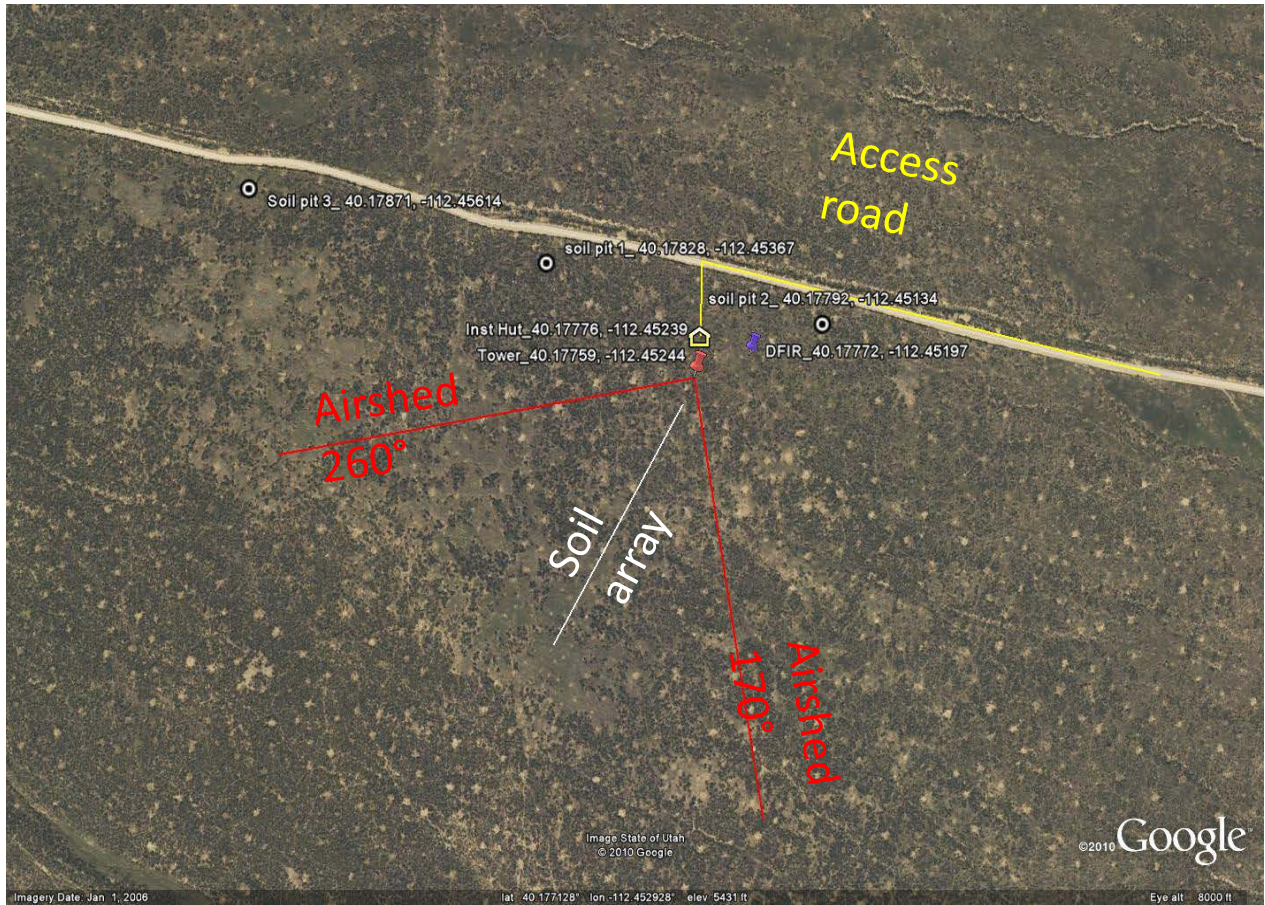 Access
road
Soil pit 3_ 40.17871, -112.45614
soil pit 1_ 40.17828, -112.45367
soil pit 2_ 40.17792, -112.45134
Inst Hut_40.17776, -112.45239
Tower_40.17759, -112.45244
DFIR_40.17772, -112.45197
Airshed
260°
Soil
array
Airshed
170°
Image State of Utah
© 2010 Google
©2010 Google™
Imagery Date: Jan 1, 2006
lat 40.177128° lon -112.452928° elev 5431 ft
Eye alt 8000 ft